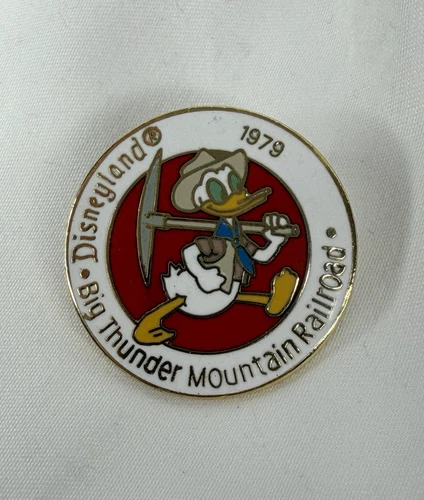 Disneyland®
1979
• Big Thunder Mountain Railroad •